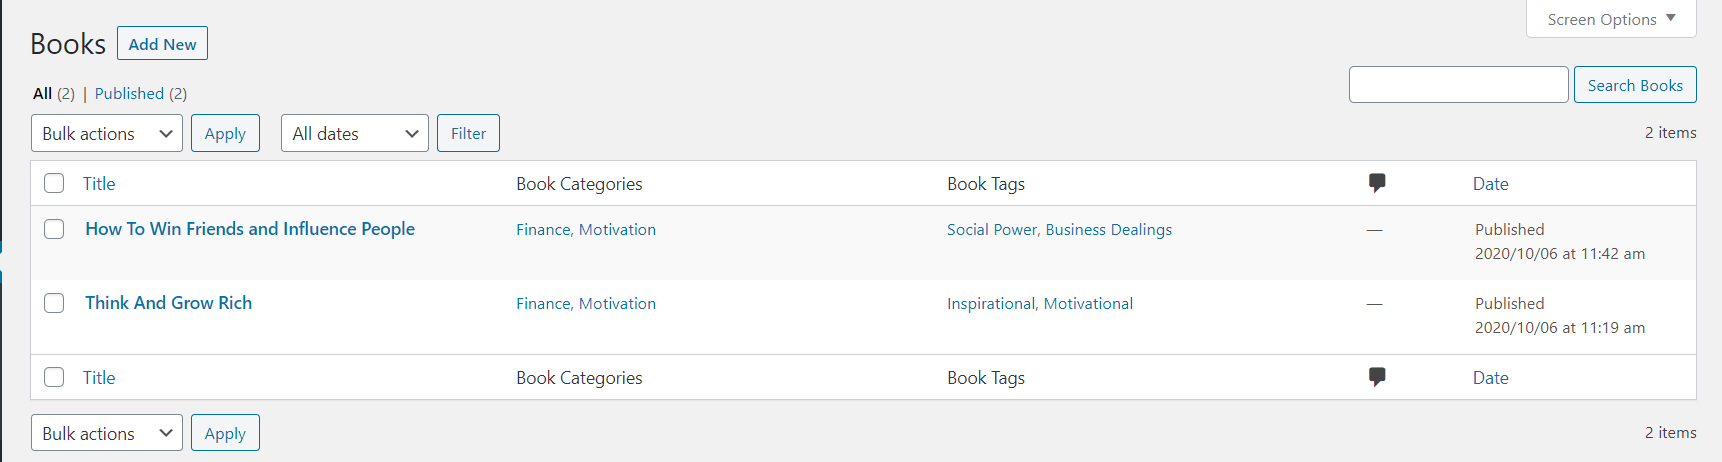 Screen Options
Books Add New
All (2) | Published (2)
Search Books
Bulk actions Apply All dates Filter 2 items
Title Book Categories Book Tags Date
How To Win Friends and Influence People Finance, Motivation Social Power, Business Dealings — Published
2020/10/06 at 11:42 am
Think And Grow Rich Finance, Motivation Inspirational, Motivational — Published
2020/10/06 at 11:19 am
Title Book Categories Book Tags Date
Bulk actions Apply 2 items